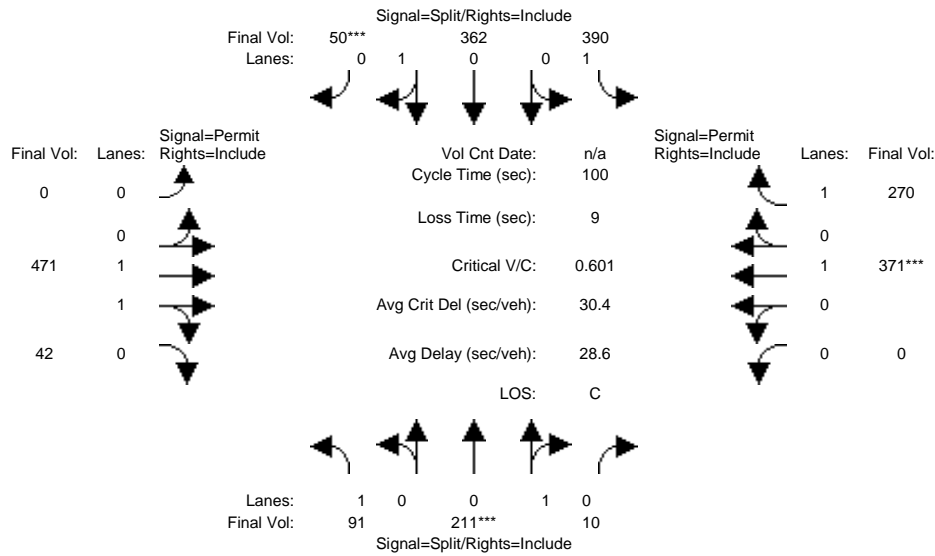 Signal=Split/Rights=Include
Final Vol: 50*** 362 390
Lanes: 0 1 0 0 1
Signal=Permit
Final Vol: Lanes: Rights=Include
Vol Cnt Date: n/a
Signal=Permit
Rights=Include Lanes: Final Vol:
Cycle Time (sec): 100
0 0
1 270
Loss Time (sec): 9
0
0
471 1
Critical V/C: 0.601
1 371***
1
Avg Crit Del (sec/veh): 30.4
0
42 0
Avg Delay (sec/veh): 28.6
0 0
LOS: C
Lanes: 1 0 0 1 0
Final Vol: 91 211*** 10
Signal=Split/Rights=Include